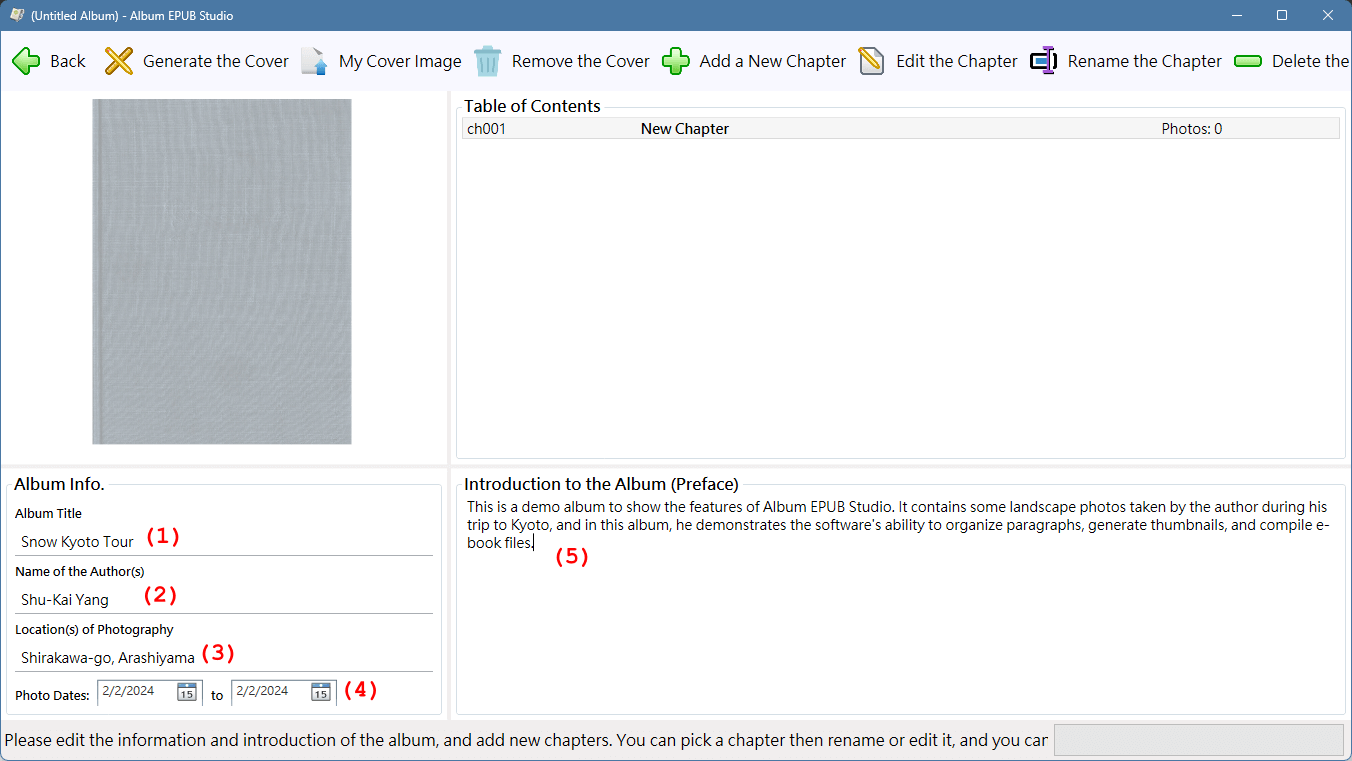 (Untitled Album) - Album EPUB Studio
Back Generate the Cover My Cover Image Remove the Cover Add a New Chapter Edit the Chapter Rename the Chapter Delete the
Table of Contents
ch001 New Chapter Photos: 0
Album Info.
Album Title
Snow Kyoto Tour (1)
Name of the Author(s)
Shu-Kai Yang (2)
Location(s) of Photography
Shirakawa-go, Arashiyama (3)
Photo Dates: 2/2/2024 15 to 2/2/2024 15 (4)
Introduction to the Album (Preface)
This is a demo album to show the features of Album EPUB Studio. It contains some landscape photos taken by the author during his
trip to Kyoto, and in this album, he demonstrates the software's ability to organize paragraphs, generate thumbnails, and compile e-
book files.
(5)
Please edit the information and introduction of the album, and add new chapters. You can pick a chapter then rename or edit it, and you can